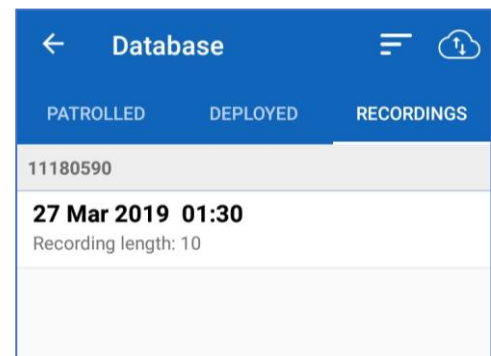 Database
PATROLLED DEPLOYED RECORDINGS
11180590
27 Mar 2019 01:30
Recording length: 10